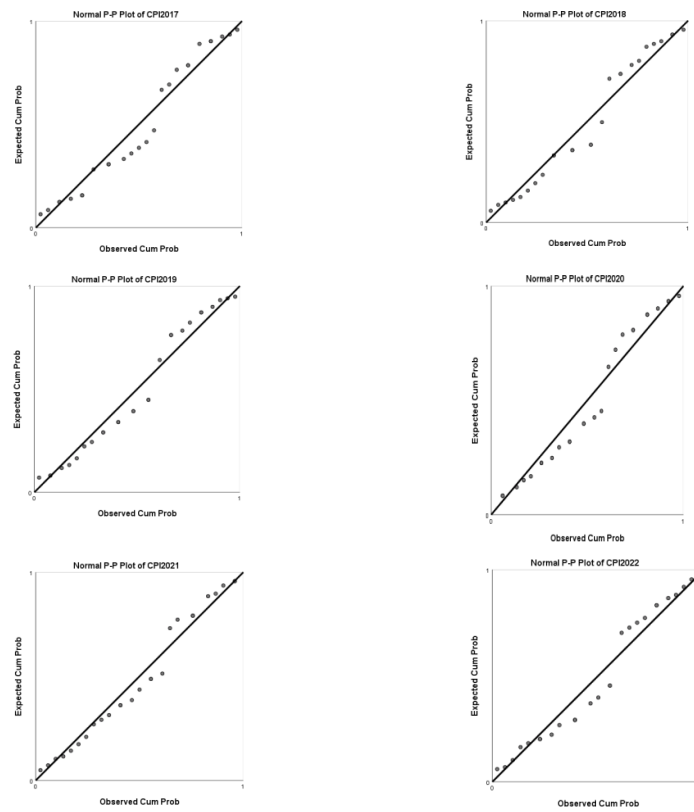 Normal P-P Plot of CPI2017
1
Expected Cum Prob
0
0
1
Observed Cum Prob
Normal P-P Plot of CPI2018
1
Expected Cum Prob
0
0
1
Observed Cum Prob
Normal P-P Plot of CPI2019
1
Expected Cum Prob
0
0
1
Observed Cum Prob
Normal P-P Plot of CPI2020
1
Expected Cum Prob
0
0
1
Observed Cum Prob
Normal P-P Plot of CPI2021
1
Expected Cum Prob
0
0
1
Observed Cum Prob
Normal P-P Plot of CPI2022
1
Expected Cum Prob
0
0
Observed Cum Prob